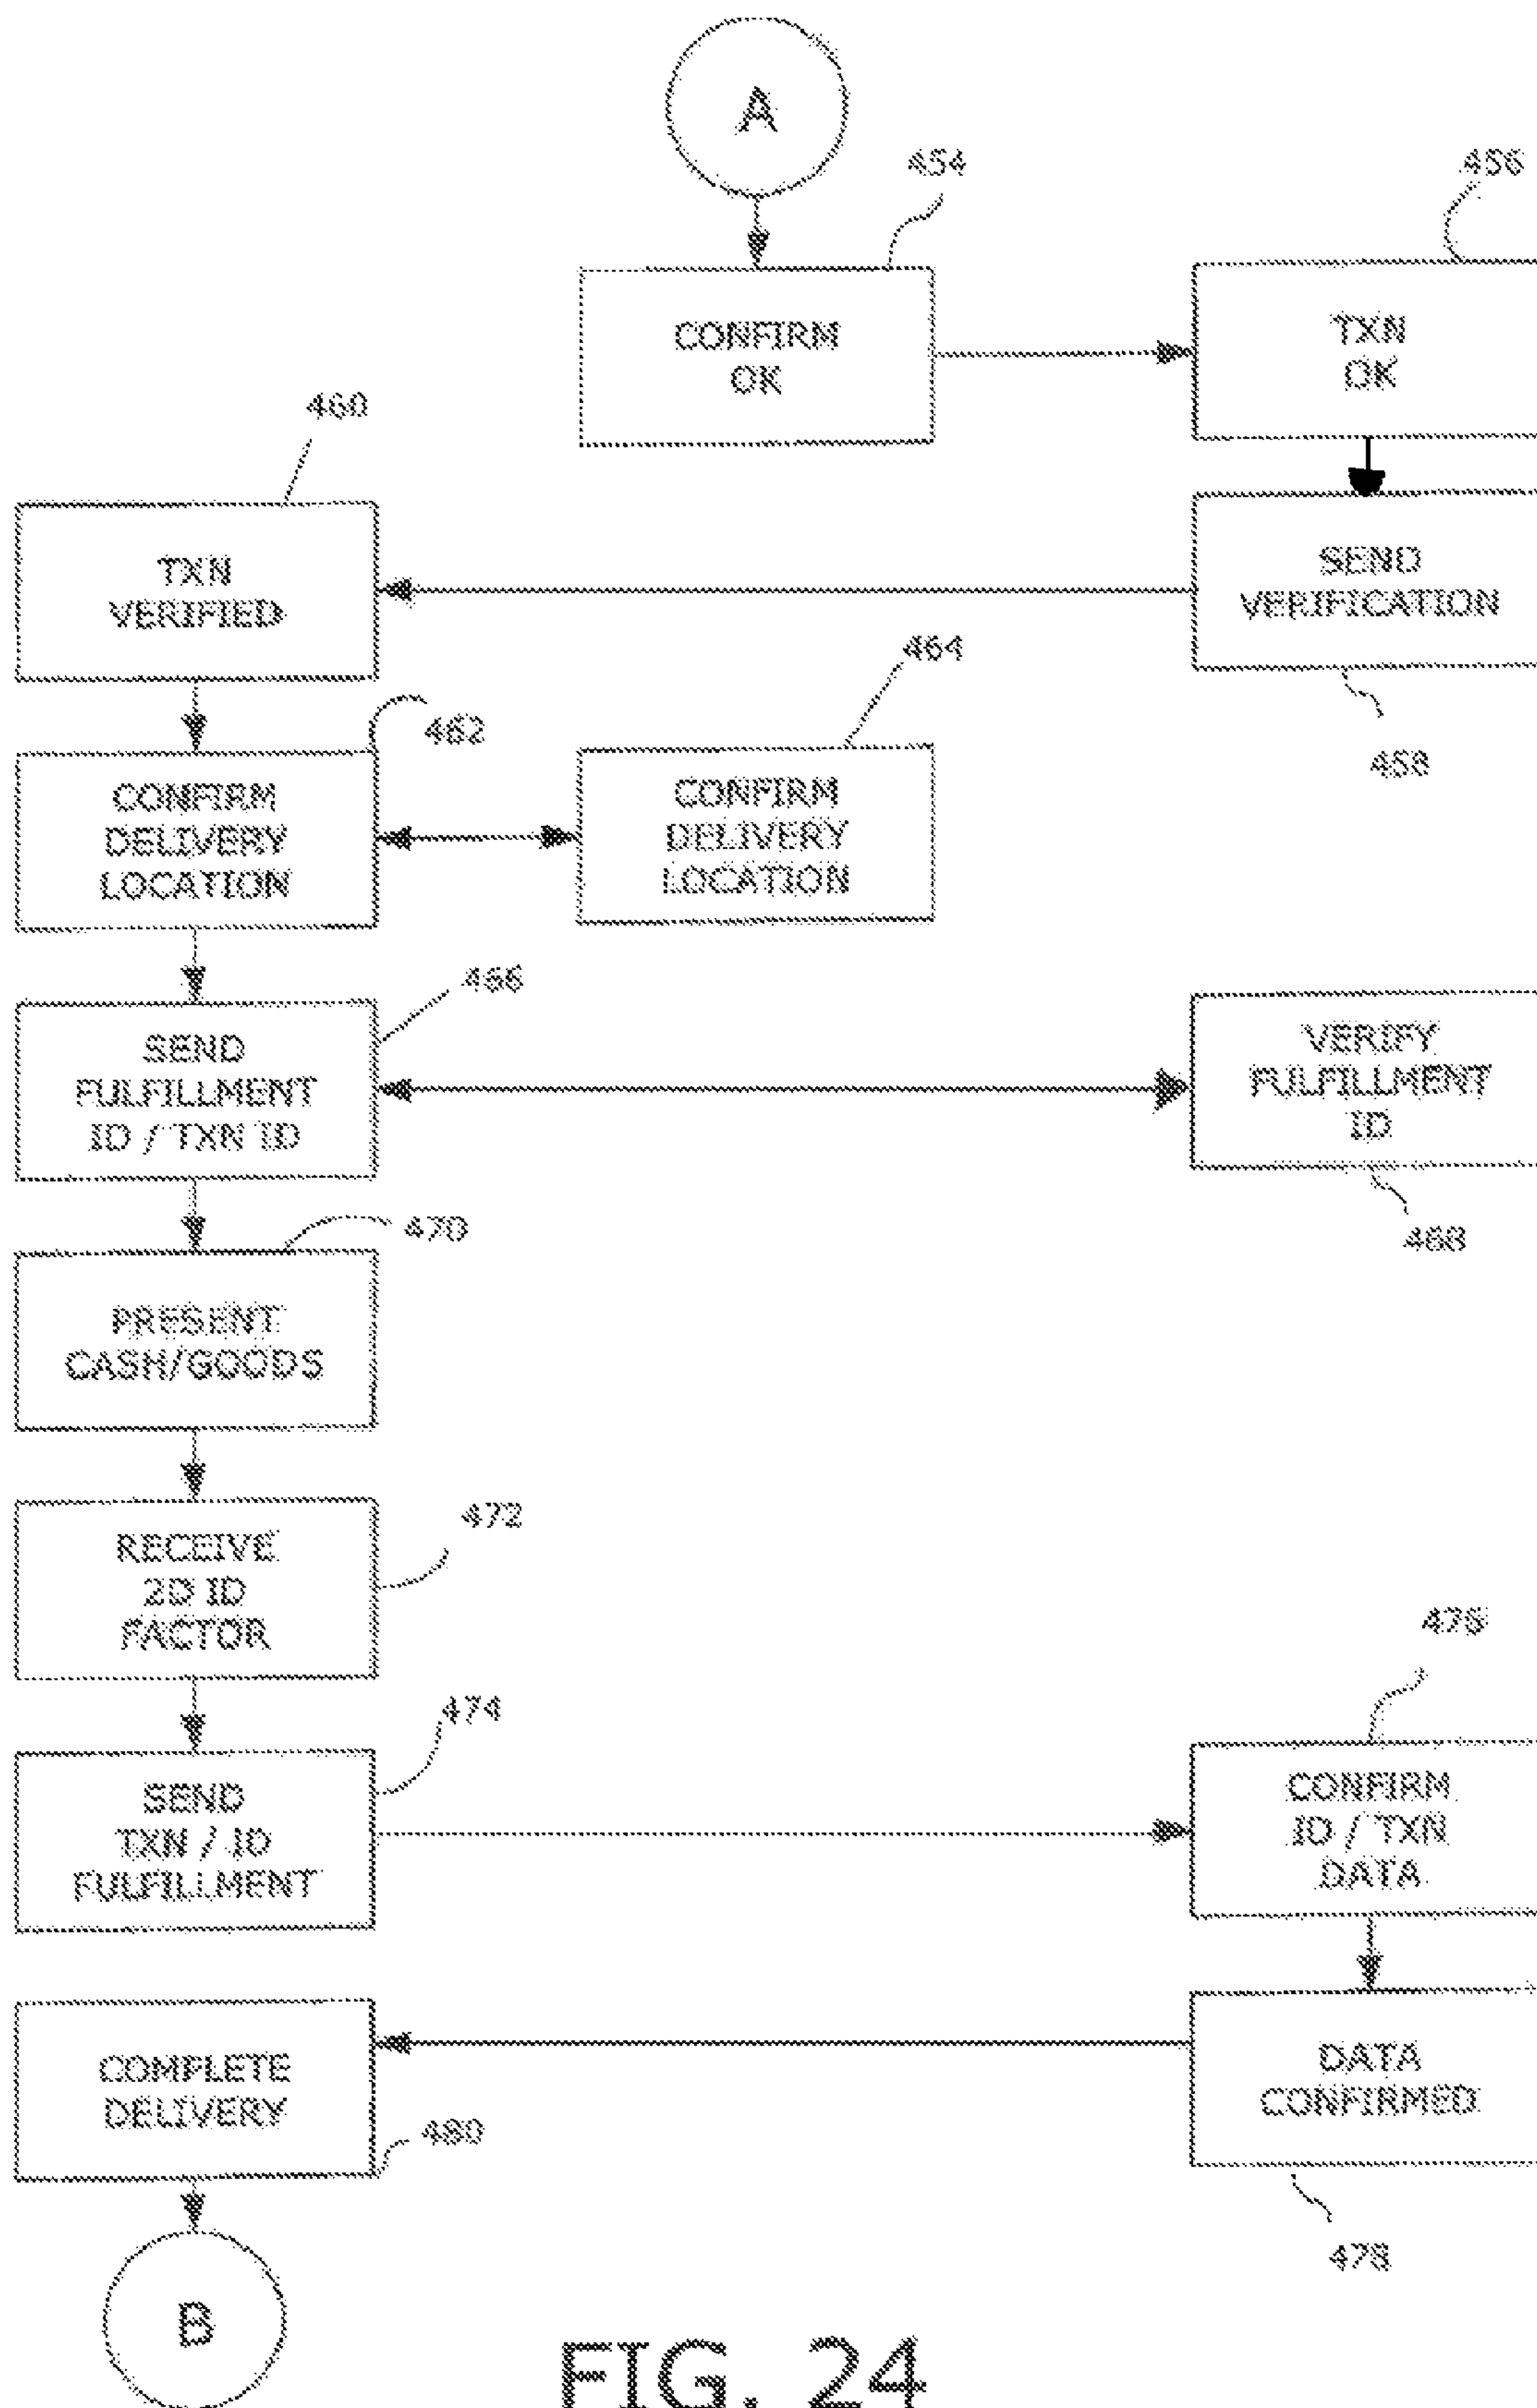 A
454
456
CONFIRM
OK
TXN
OK
460
TXN
VERIFIED
SEND
VERIFICATION
464
462
458
CONFIRM
DELIVERY
LOCATION
CONFIRM
DELIVERY
LOCATION
466
SEND
FULFILLMENT
ID / TXN ID
VERIFY
FULFILLMENT
ID
470
468
PRESENT
CASH/GOODS
472
RECEIVE
2D ID
FACTOR
476
474
SEND
TXN / ID
FULFILLMENT
CONFIRM
ID / TXN
DATA
COMPLETE
DELIVERY
DATA
CONFIRMED
480
478
B
FIG. 24